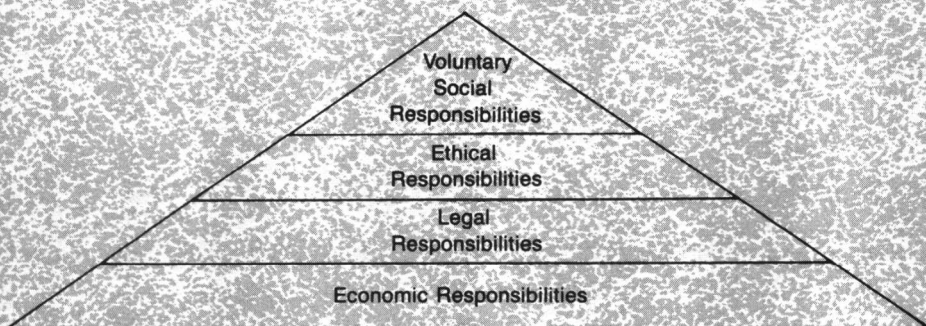 Voluntary
Social
Responsibilities
Ethical
Responsibilities
Legal
Responsibilities
Economic Responsibilities